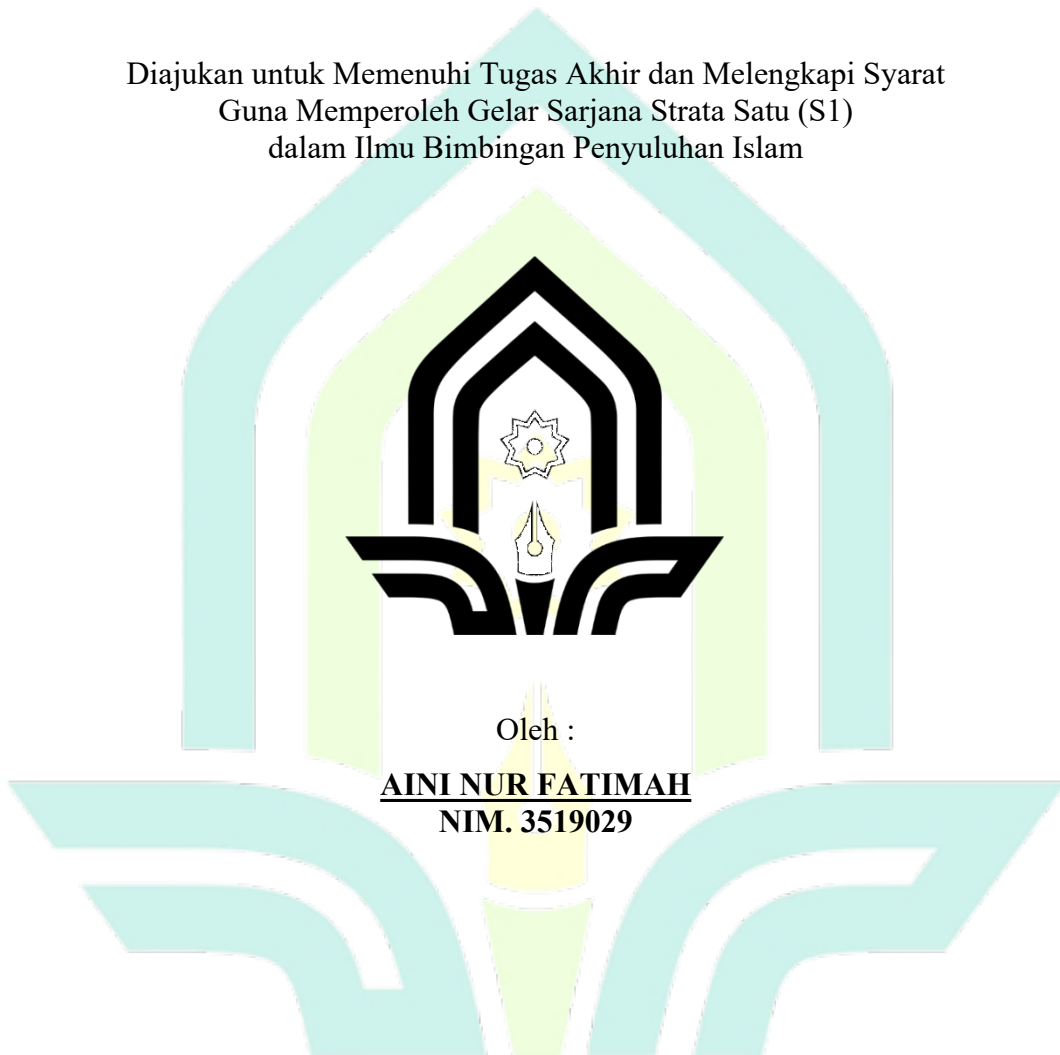 Diajukan untuk Memenuhi Tugas Akhir dan Melengkapi Syarat
Guna Memperoleh Gelar Sarjana Strata Satu (S1)
dalam Ilmu Bimbingan Penyuluhan Islam
Oleh :
AINI NUR FATIMAH
NIM. 3519029